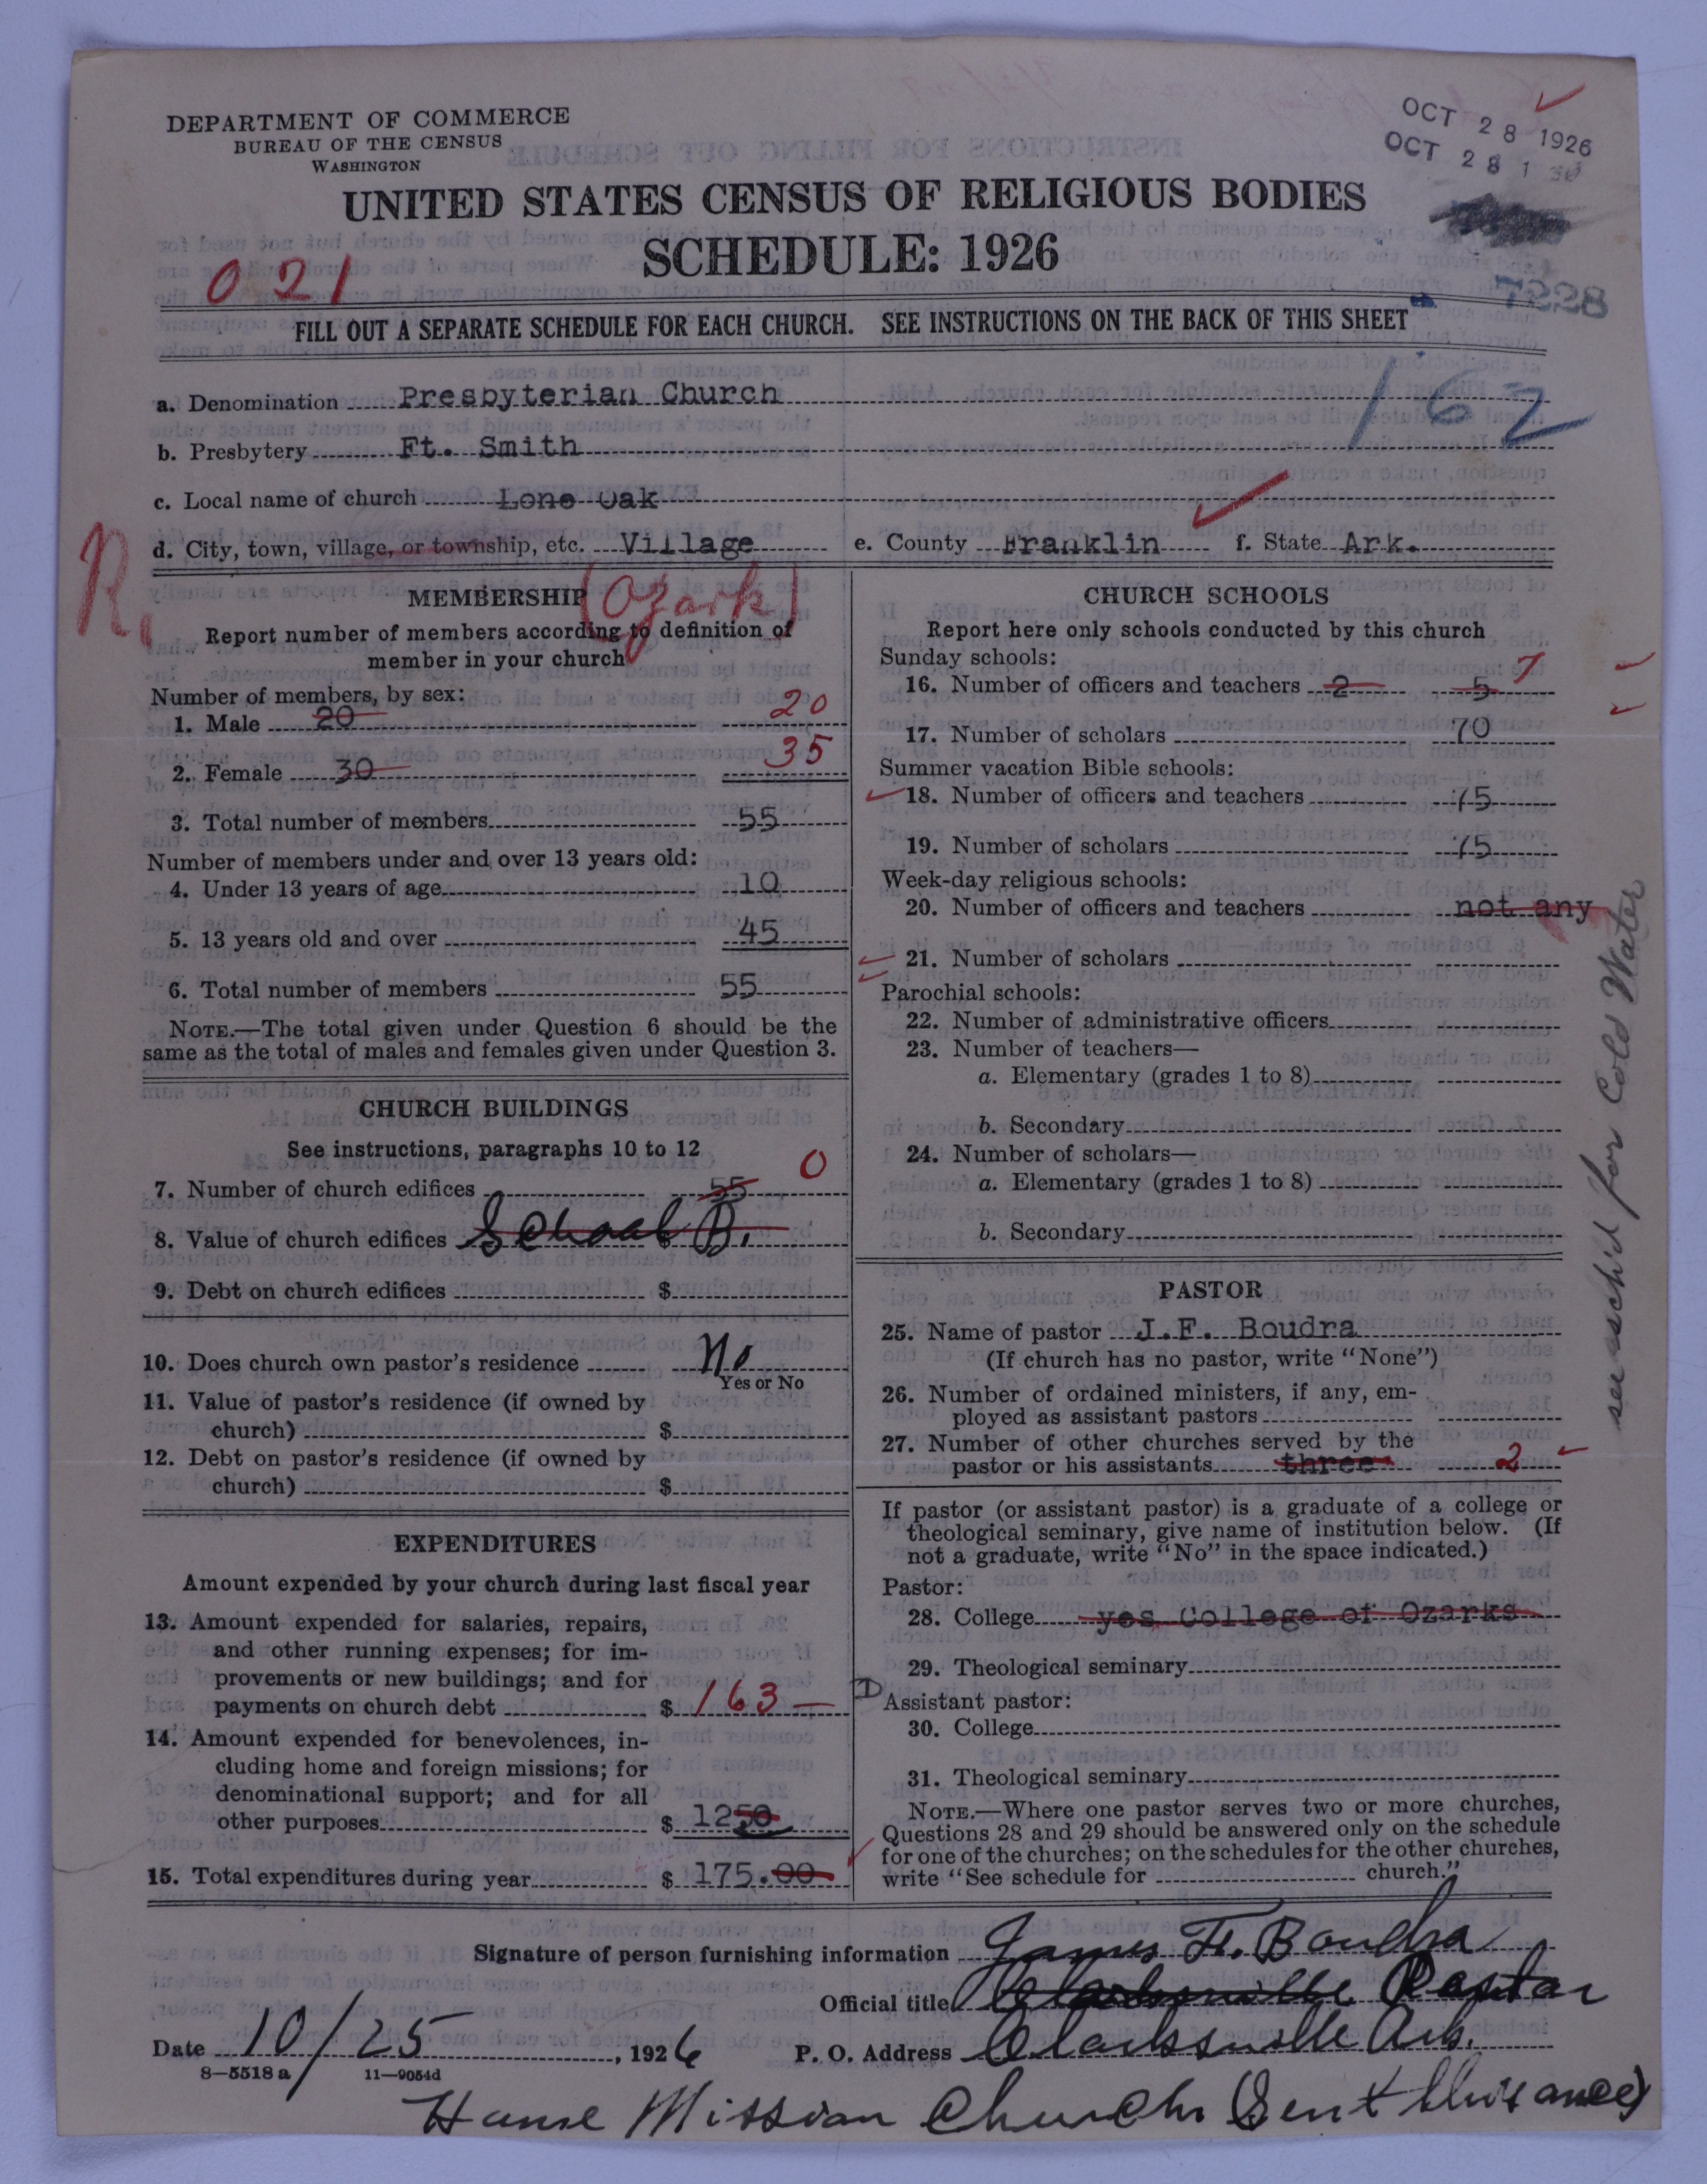 DEPARTMENT OF COMMERCE
BUREAU OF THE CENSUS
WASHINGTON
OCT 28 1926
OCT 28 1
UNITED STATES CENSUS OF RELIGIOUS BODIES
SCHEDULE: 1926
021
7228
FILL OUT A SEPARATE SCHEDULE FOR EACH CHURCH. SEE INSTRUCTIONS ON THE BACK OF THIS SHEET
162
a. Denomination Presbyterian Church
b. Presbytery Ft. Smith
c. Local name of church Lone Oak
d. City, town, village, or township, etc. Village e. County Franklin f. State Ark.
R,
MEMBERSHIP (Ozark)
Report number of members according to definition of
member in your church
Number of members, by sex:
1. Male 20 20
2. Female 30 35
3. Total number of members 55
Number of members under and over 13 years old:
4. Under 13 years of age 10
5. 13 years old and over 45
6. Total number of members 55
NOTE.—The total given under Question 6 should be the
same as the total of males and females given under Question 3.
CHURCH BUILDINGS
See instructions, paragraphs 10 to 12
7. Number of church edifices 55 0
8. Value of church edifices $ School B.
9. Debt on church edifices $
10. Does church own pastor's residence No
Yes or No
11. Value of pastor's residence (if owned by
church) $
12. Debt on pastor's residence (if owned by
church) $
EXPENDITURES
Amount expended by your church during last fiscal year
13. Amount expended for salaries, repairs,
and other running expenses; for im-
provements or new buildings; and for
payments on church debt $ 163 —
14. Amount expended for benevolences, in-
cluding home and foreign missions; for
denominational support; and for all
other purposes $ 1250
15. Total expenditures during year $ 175.00
CHURCH SCHOOLS
Report here only schools conducted by this church
Sunday schools:
16. Number of officers and teachers 2 5 7
17. Number of scholars 70
Summer vacation Bible schools:
18. Number of officers and teachers 75
19. Number of scholars 75
Week-day religious schools:
20. Number of officers and teachers not any
21. Number of scholars
Parochial schools:
22. Number of administrative officers
23. Number of teachers—
a. Elementary (grades 1 to 8)
b. Secondary
24. Number of scholars—
a. Elementary (grades 1 to 8)
b. Secondary
PASTOR
25. Name of pastor J.F. Boudra
(If church has no pastor, write "None")
26. Number of ordained ministers, if any, em-
ployed as assistant pastors
27. Number of other churches served by the
pastor or his assistants three 2
If pastor (or assistant pastor) is a graduate of a college or
theological seminary, give name of institution below. (If
not a graduate, write "No" in the space indicated.)
Pastor:
28. College yes College of Ozarks
29. Theological seminary
Assistant pastor:
30. College
31. Theological seminary
NOTE.—Where one pastor serves two or more churches,
Questions 28 and 29 should be answered only on the schedule
for one of the churches; on the schedules for the other churches,
write "See schedule for church."
see sch'd for Cold Water
Signature of person furnishing information James F. Boudra
Official title Clarksville Pastor
Date 10/25, 1926 P. O. Address Clarksville Ark.
8—5518 a 11—9054d
Home Mission Church (Sent this once)